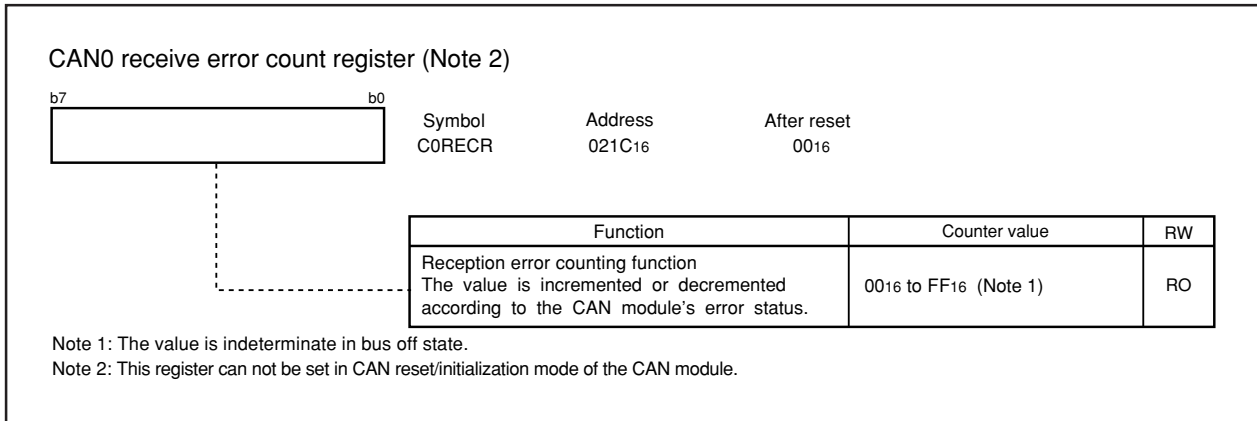 CAN0 receive error count register (Note 2)
b7 b0
Symbol Address After reset
C0RECR 021C16 0016
Function Counter value RW
Reception error counting function
The value is incremented or decremented
according to the CAN module's error status.
0016 to FF16 (Note 1) RO
Note 1: The value is indeterminate in bus off state.
Note 2: This register can not be set in CAN reset/initialization mode of the CAN module.